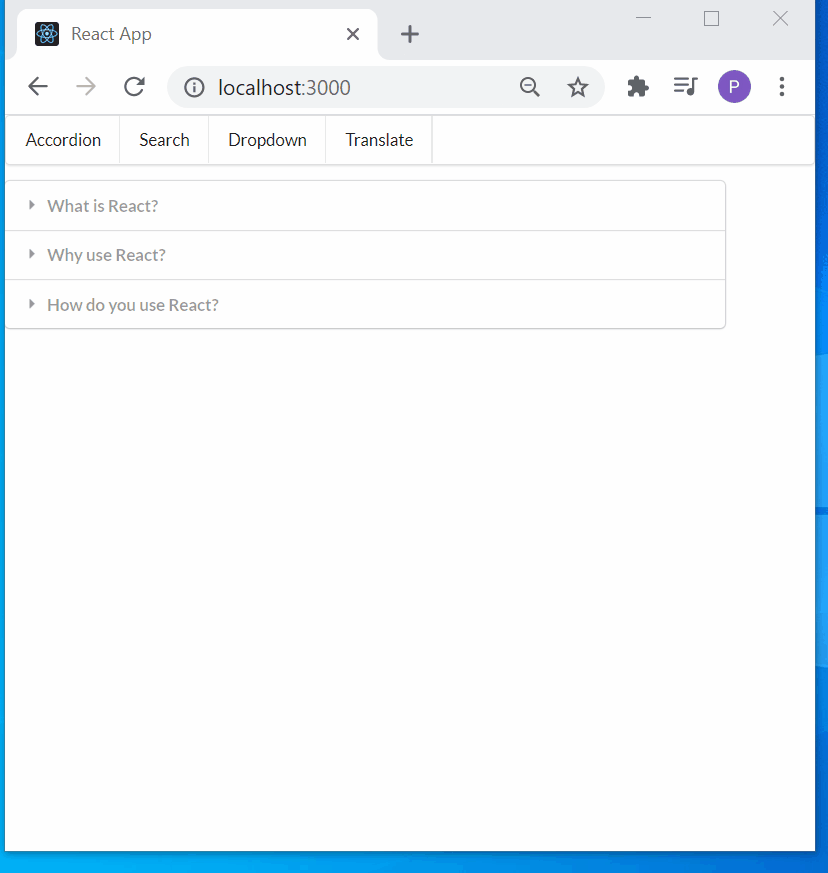 React App
localhost:3000
P
Accordion Search Dropdown Translate
What is React?
Why use React?
How do you use React?